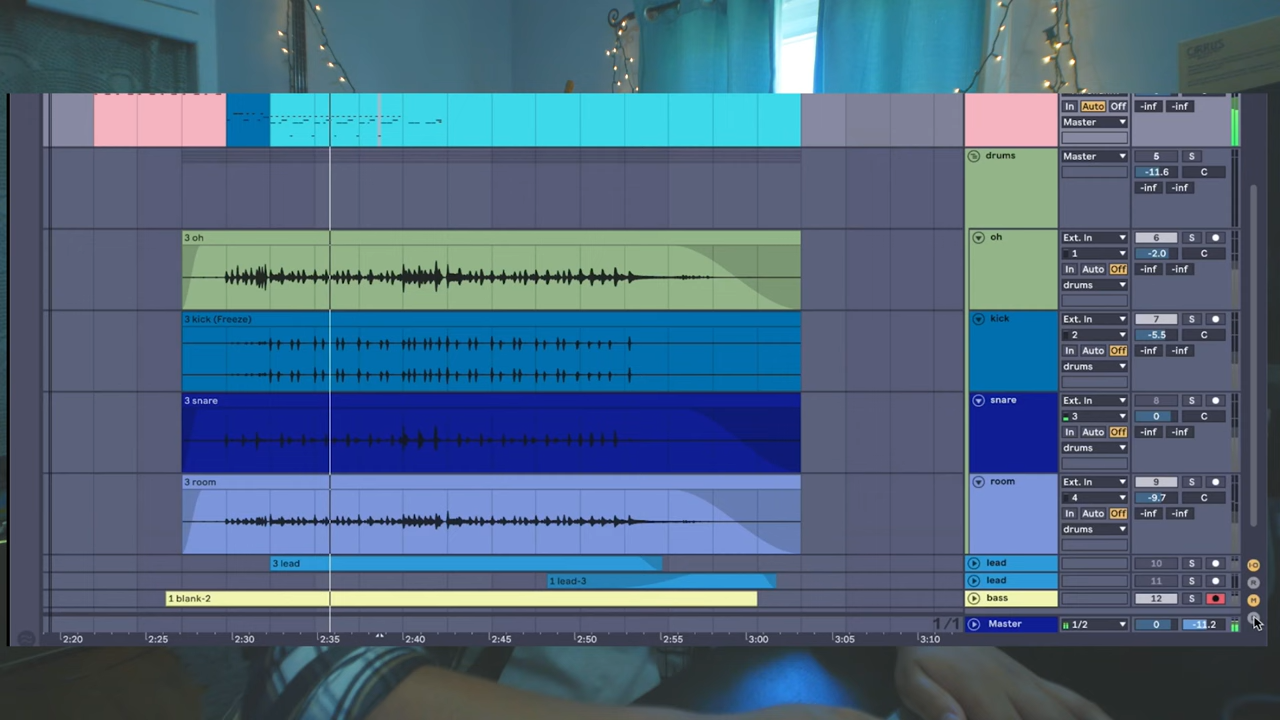 In Auto Off -inf -inf
Master
drums Master 5 S
-11.6 C
-inf -inf
3 oh oh Ext. In 6 S
1 -2.0 C
In Auto Off -inf -inf
drums
3 kick (Freeze) kick Ext. In 7 S
2 -5.5 C
In Auto Off -inf -inf
drums
3 snare snare Ext. In 8 S
3 0 C
In Auto Off -inf -inf
drums
3 room room Ext. In 9 S
4 -9.7 C
In Auto Off -inf -inf
drums
3 lead lead 10 S
1 lead-3 lead 11 S
1 blank-2 bass 12 S
1/1 Master 1/2 0 -11.2
2:20 2:25 2:30 2:35 2:40 2:45 2:50 2:55 3:00 3:05 3:10